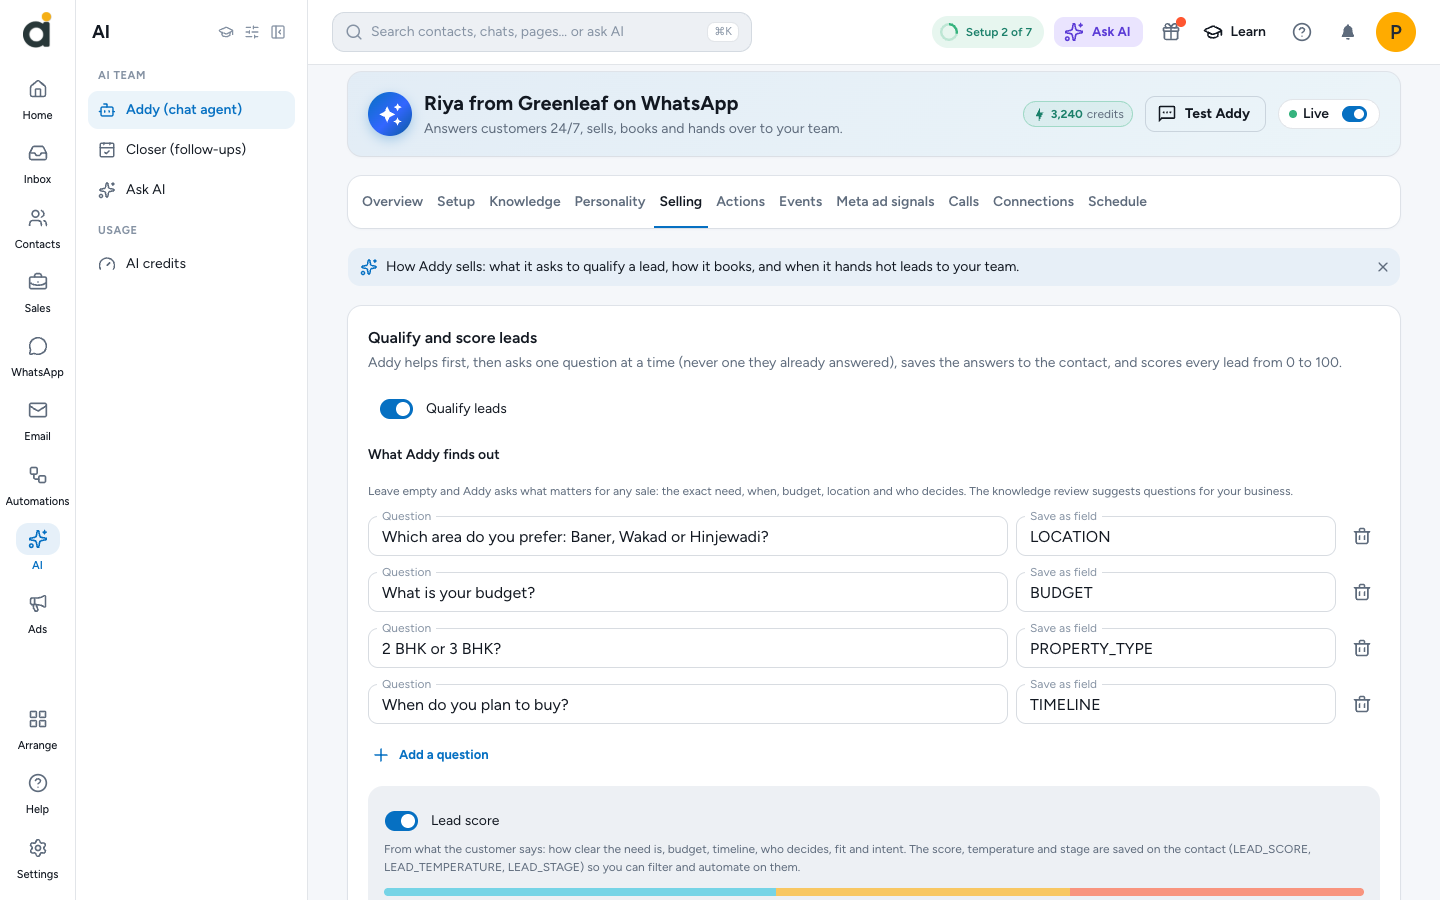 AI
Search contacts, chats, pages... or ask AI
⌘K
Setup 2 of 7
Ask AI
Learn
P
Home
Inbox
Contacts
Sales
WhatsApp
Email
Automations
AI
Ads
Arrange
Help
Settings
AI TEAM
Addy (chat agent)
Closer (follow-ups)
Ask AI
USAGE
AI credits
Riya from Greenleaf on WhatsApp
Answers customers 24/7, sells, books and hands over to your team.
3,240 credits
Test Addy
Live
Overview Setup Knowledge Personality Selling Actions Events Meta ad signals Calls Connections Schedule
How Addy sells: what it asks to qualify a lead, how it books, and when it hands hot leads to your team.
Qualify and score leads
Addy helps first, then asks one question at a time (never one they already answered), saves the answers to the contact, and scores every lead from 0 to 100.
Qualify leads
What Addy finds out
Leave empty and Addy asks what matters for any sale: the exact need, when, budget, location and who decides. The knowledge review suggests questions for your business.
Question Save as field
Which area do you prefer: Baner, Wakad or Hinjewadi? LOCATION
Question Save as field
What is your budget? BUDGET
Question Save as field
2 BHK or 3 BHK? PROPERTY_TYPE
Question Save as field
When do you plan to buy? TIMELINE
Add a question
Lead score
From what the customer says: how clear the need is, budget, timeline, who decides, fit and intent. The score, temperature and stage are saved on the contact (LEAD_SCORE,
LEAD_TEMPERATURE, LEAD_STAGE) so you can filter and automate on them.